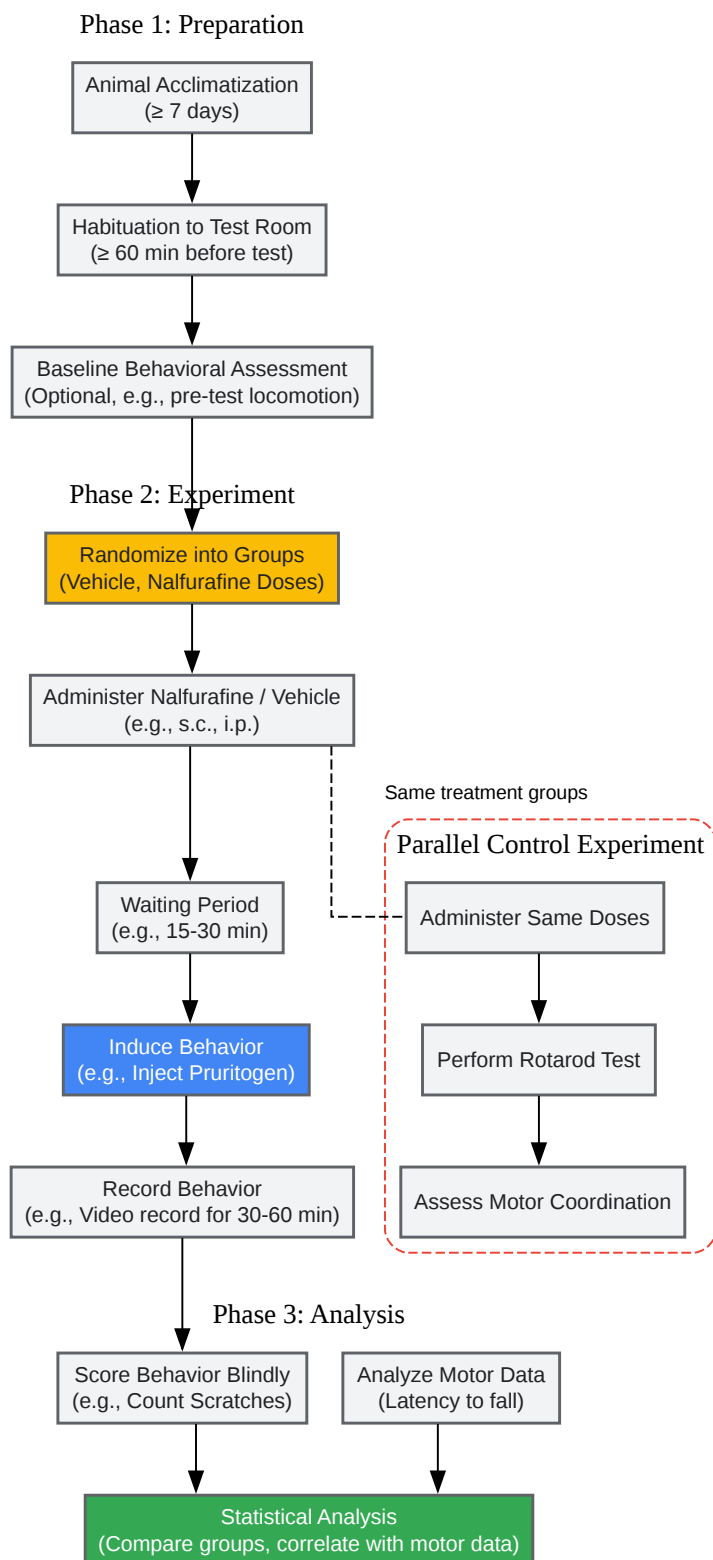 Phase 1: Preparation
Animal Acclimatization
(≥ 7 days)
Habituation to Test Room
(≥ 60 min before test)
Baseline Behavioral Assessment
(Optional, e.g., pre-test locomotion)
Phase 2: Experiment
Randomize into Groups
(Vehicle, Nalfurafine Doses)
Administer Nalfurafine / Vehicle
(e.g., s.c., i.p.)
Waiting Period
(e.g., 15-30 min)
Induce Behavior
(e.g., Inject Pruritogen)
Record Behavior
(e.g., Video record for 30-60 min)
Same treatment groups
Parallel Control Experiment
Administer Same Doses
Perform Rotarod Test
Assess Motor Coordination
Phase 3: Analysis
Score Behavior Blindly
(e.g., Count Scratches)
Analyze Motor Data
(Latency to fall)
Statistical Analysis
(Compare groups, correlate with motor data)